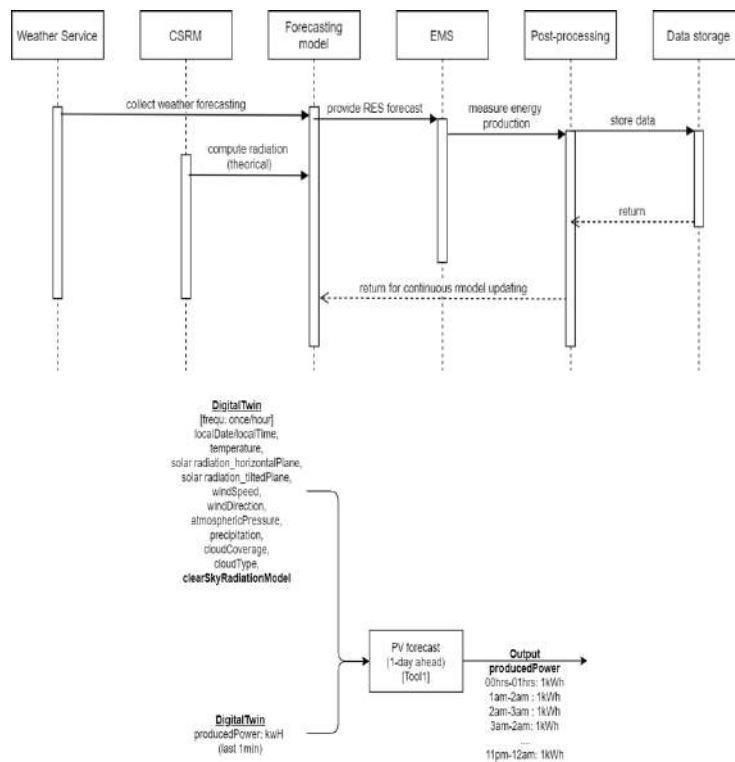 Weather Service
CSRM
Forecasting
model
EMS
Post-processing
Data storage
collect weather forecasting
provide RES forecast
measure energy
production
store data
compute radiation
(theorical)
return
return for continuous model updating
DigitalTwin
[frequ: once/hour]
localDate/localTime,
temperature,
solar radiation_horizontalPlane,
solar radiation_tiltedPlane,
windSpeed,
windDirection,
atmosphericPressure,
precipitation,
cloudCoverage,
cloudType,
clearSkyRadiationModel
PV forecast
(1-day ahead)
[Tool1]
Output
producedPower
00hrs-01hrs: 1kWh
1am-2am : 1kWh
2am-3am : 1kWh
3am-2am: 1kWh
....
11pm-12am: 1kWh
DigitalTwin
producedPower: kwH
(last 1min)